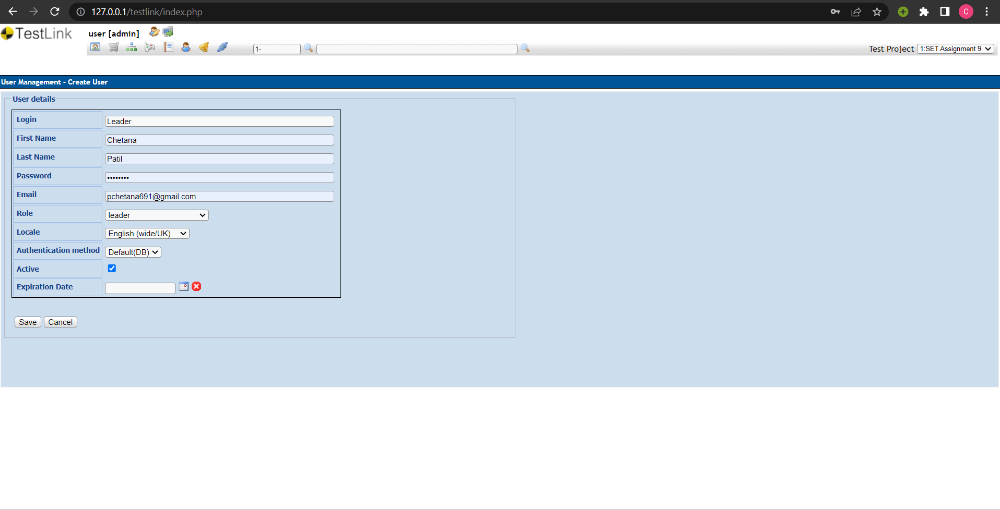 127.0.0.1/testlink/index.php
C
TestLink
user [admin]
1-
Test Project 1:SET Assignment 9
User Management - Create User
User details
Login Leader
First Name Chetana
Last Name Patil
Password ••••••••
Email pchetana691@gmail.com
Role leader
Locale English (wide/UK)
Authentication method Default(DB)
Active
Expiration Date
Save Cancel